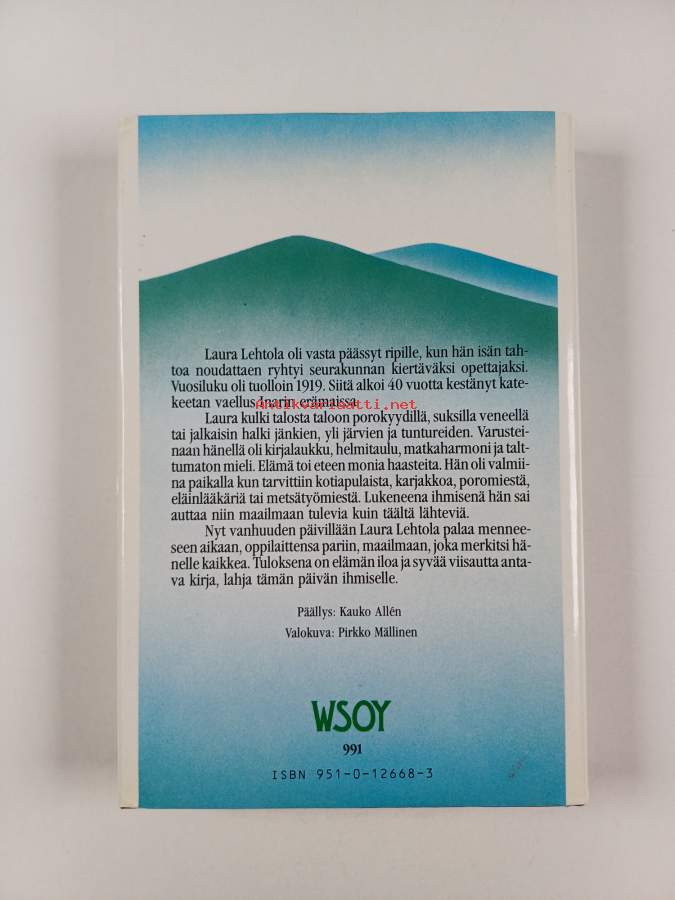 Laura Lehtola oli vasta päässyt ripille, kun hän isän tah-
toa noudattaen ryhtyi seurakunnan kiertäväksi opettajaksi.
Vuosiluku oli tuolloin 1919. Siitä alkoi 40 vuotta kestänyt kate-
keetan vaellus Inarin erämaissa.
Antikvariaatti.net
Laura kulki talosta taloon porokyydillä, suksilla veneellä
tai jalkaisin halki jänkien, yli järvien ja tuntureiden. Varustei-
naan hänellä oli kirjalaukku, helmitaulu, matkaharmoni ja talt-
tumaton mieli. Elämä toi eteen monia haasteita. Hän oli valmii-
na paikalla kun tarvittiin kotiapulaista, karjakkoa, poromiestä,
eläinlääkäriä tai metsätyömiestä. Lukeneena ihmisenä hän sai
auttaa niin maailmaan tulevia kuin täältä lähteviä.
Nyt vanhuuden päivillään Laura Lehtola palaa mennee-
seen aikaan, oppilaittensa pariin, maailmaan, joka merkitsi hä-
nelle kaikkea. Tuloksena on elämän iloa ja syvää viisautta anta-
va kirja, lahja tämän päivän ihmiselle.
Päällys: Kauko Allén
Valokuva: Pirkko Mällinen
WSOY
991
ISBN 951-0-12668-3